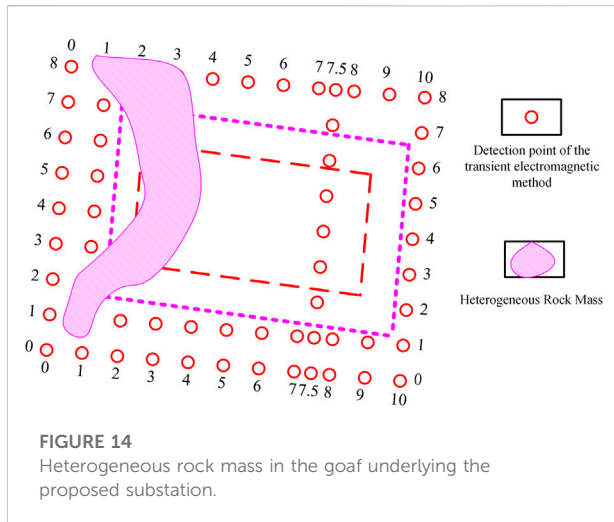 0 1 2 3 4 5 6 7 7.5 8 9 10
8 8
7 7
6 6
5 5
4 4
3 3
2 2
1 1
0 0
0 1 2 3 4 5 6 7 7.5 8 9 10
Detection point of the
transient electromagnetic
method
Heterogeneous Rock Mass
FIGURE 14
Heterogeneous rock mass in the goaf underlying the
proposed substation.